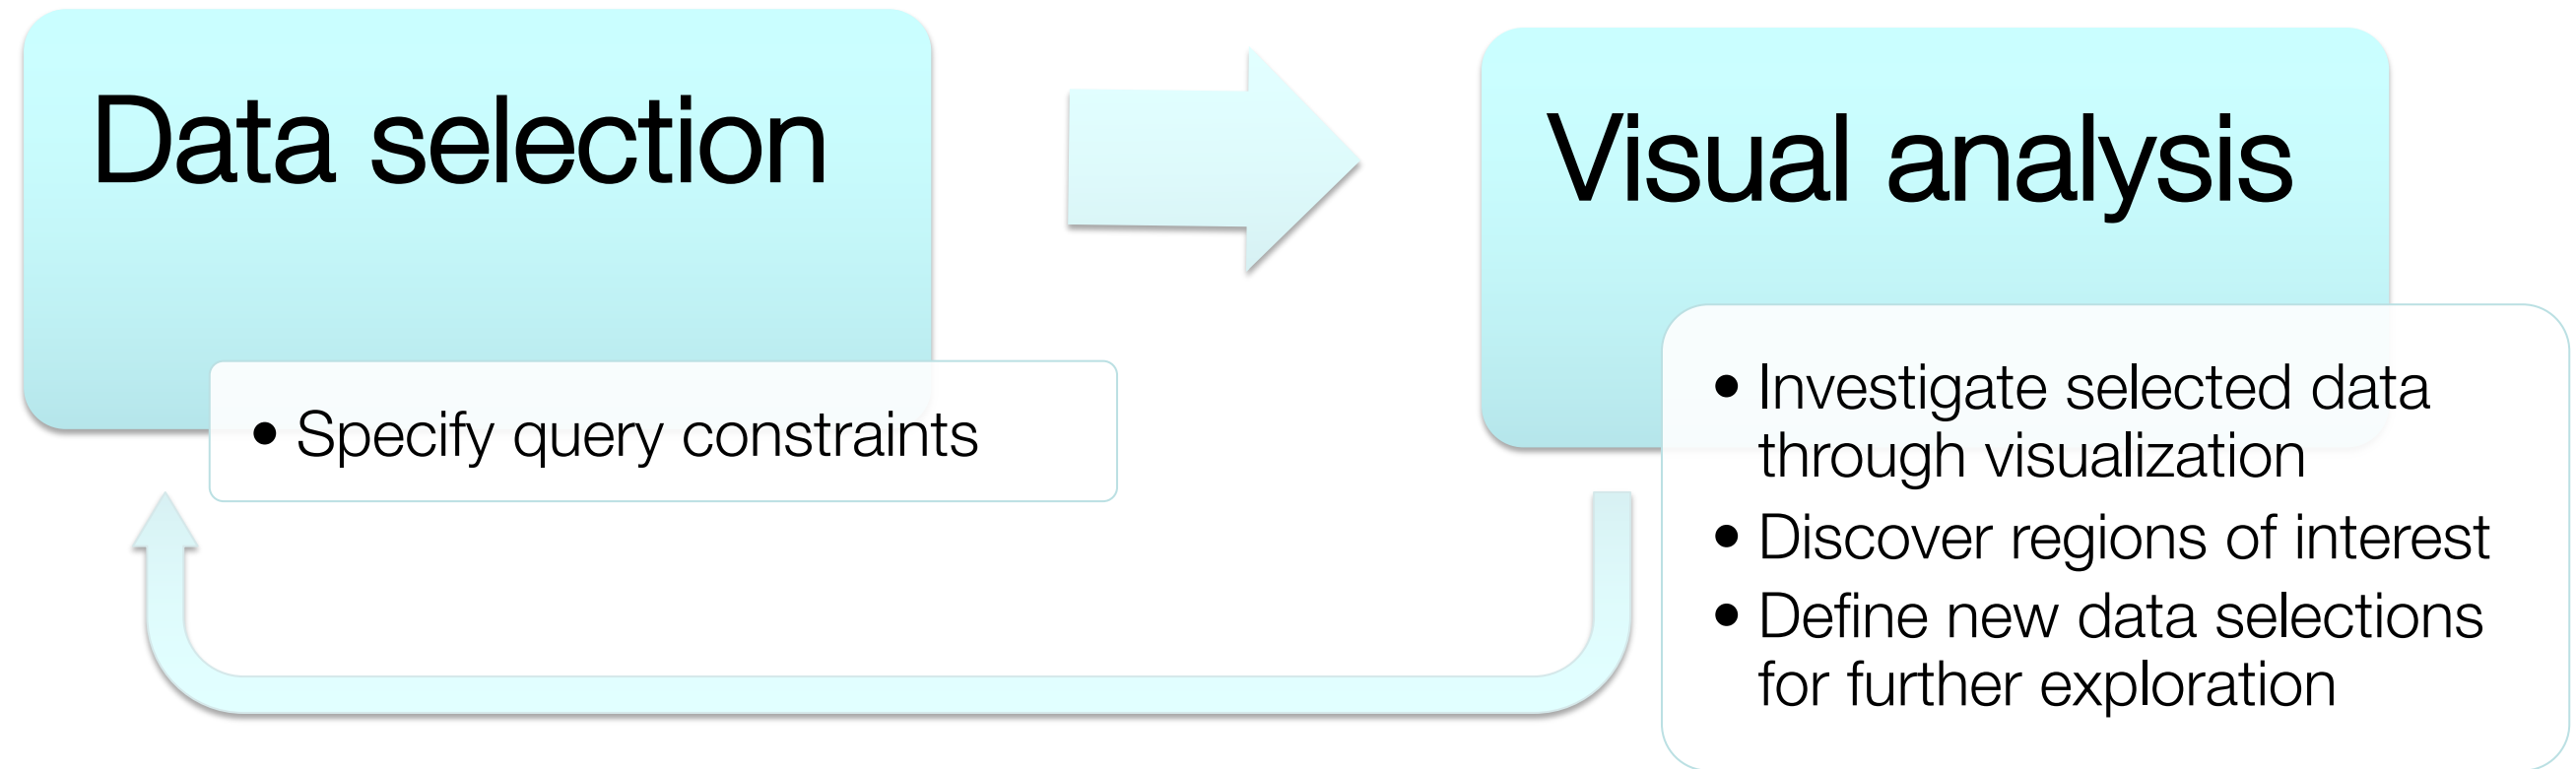 Data selection
• Specify query constraints
Visual analysis
• Investigate selected data
through visualization
• Discover regions of interest
• Define new data selections
for further exploration